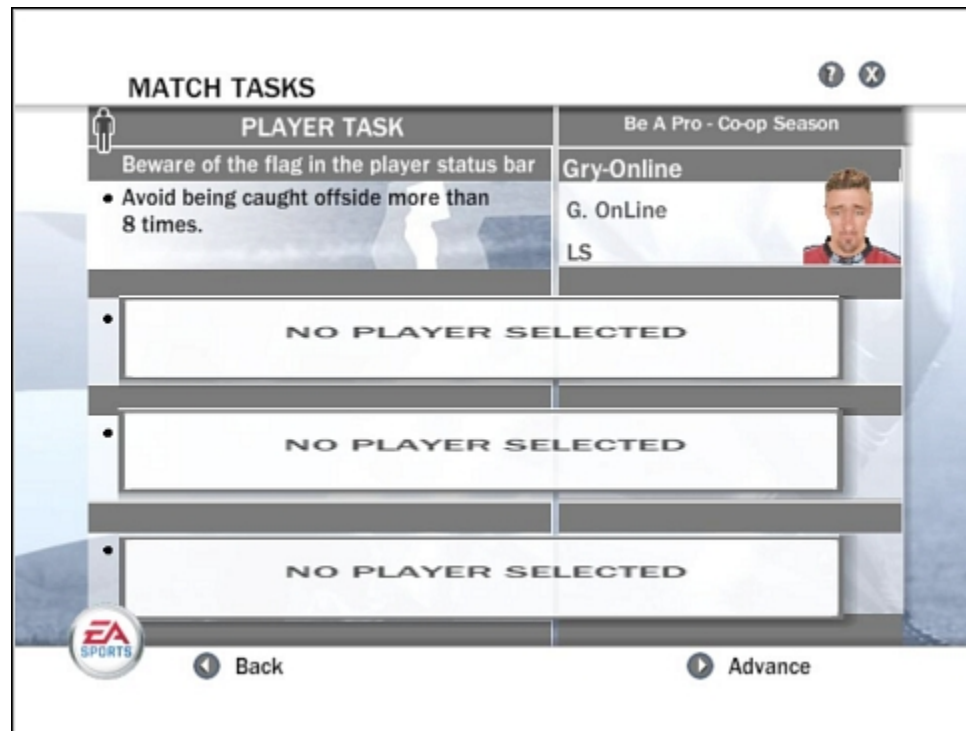 MATCH TASKS
? X
PLAYER TASK
Be A Pro - Co-op Season
Beware of the flag in the player status bar
• Avoid being caught offside more than
8 times.
Gry-Online
G. OnLine
LS
NO PLAYER SELECTED
NO PLAYER SELECTED
NO PLAYER SELECTED
EA
SPORTS
Back
Advance